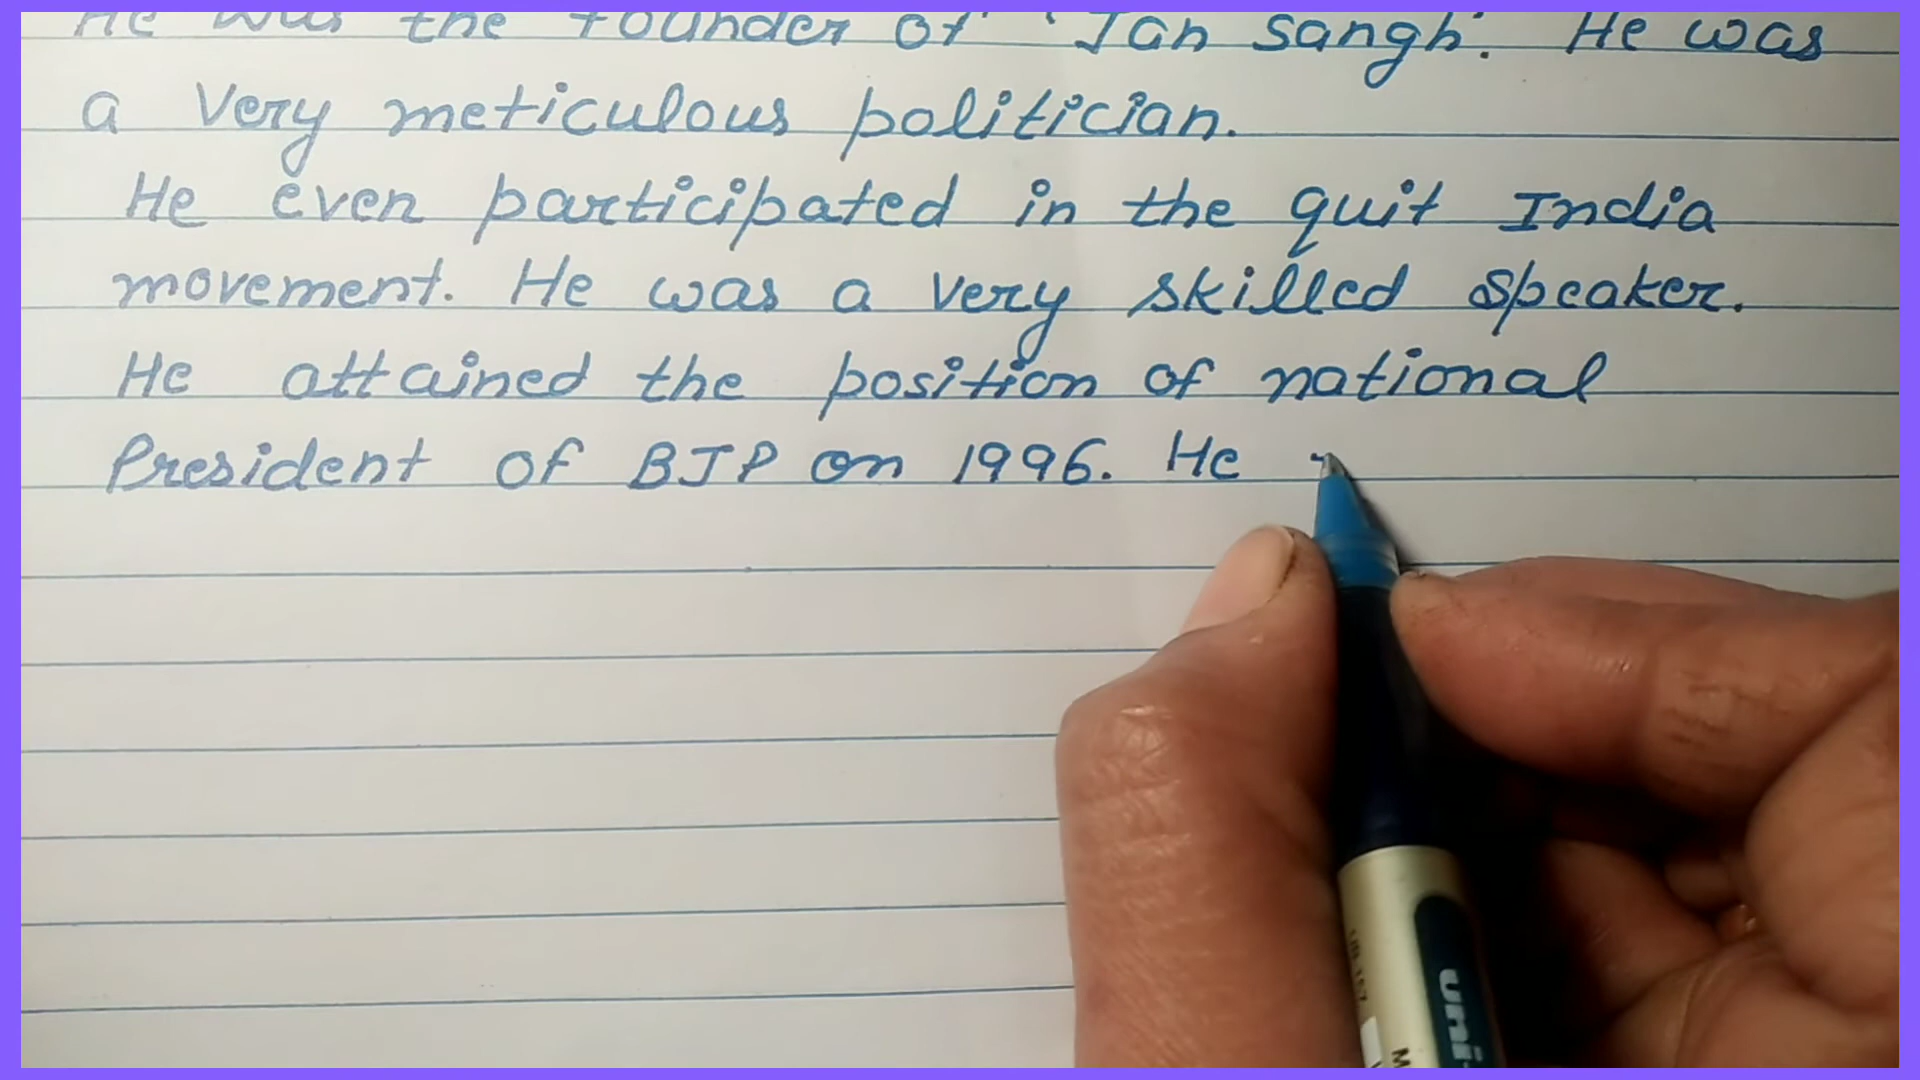 He was the founder of 'Jan Sangh'. He was
a very meticulous politician.
He even participated in the quit India
movement. He was a very skilled speaker.
He attained the position of national
President of BJP on 1996. He
uni